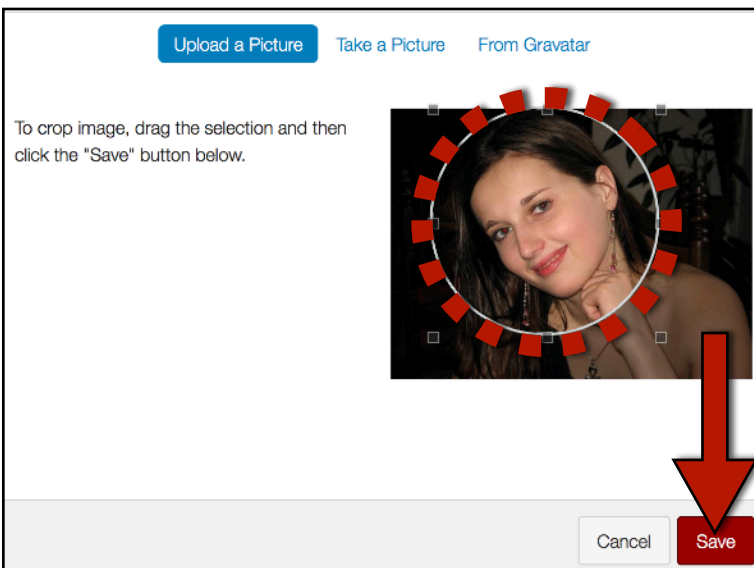 Upload a Picture Take a Picture From Gravatar
To crop image, drag the selection and then
click the "Save" button below.
Cancel Save